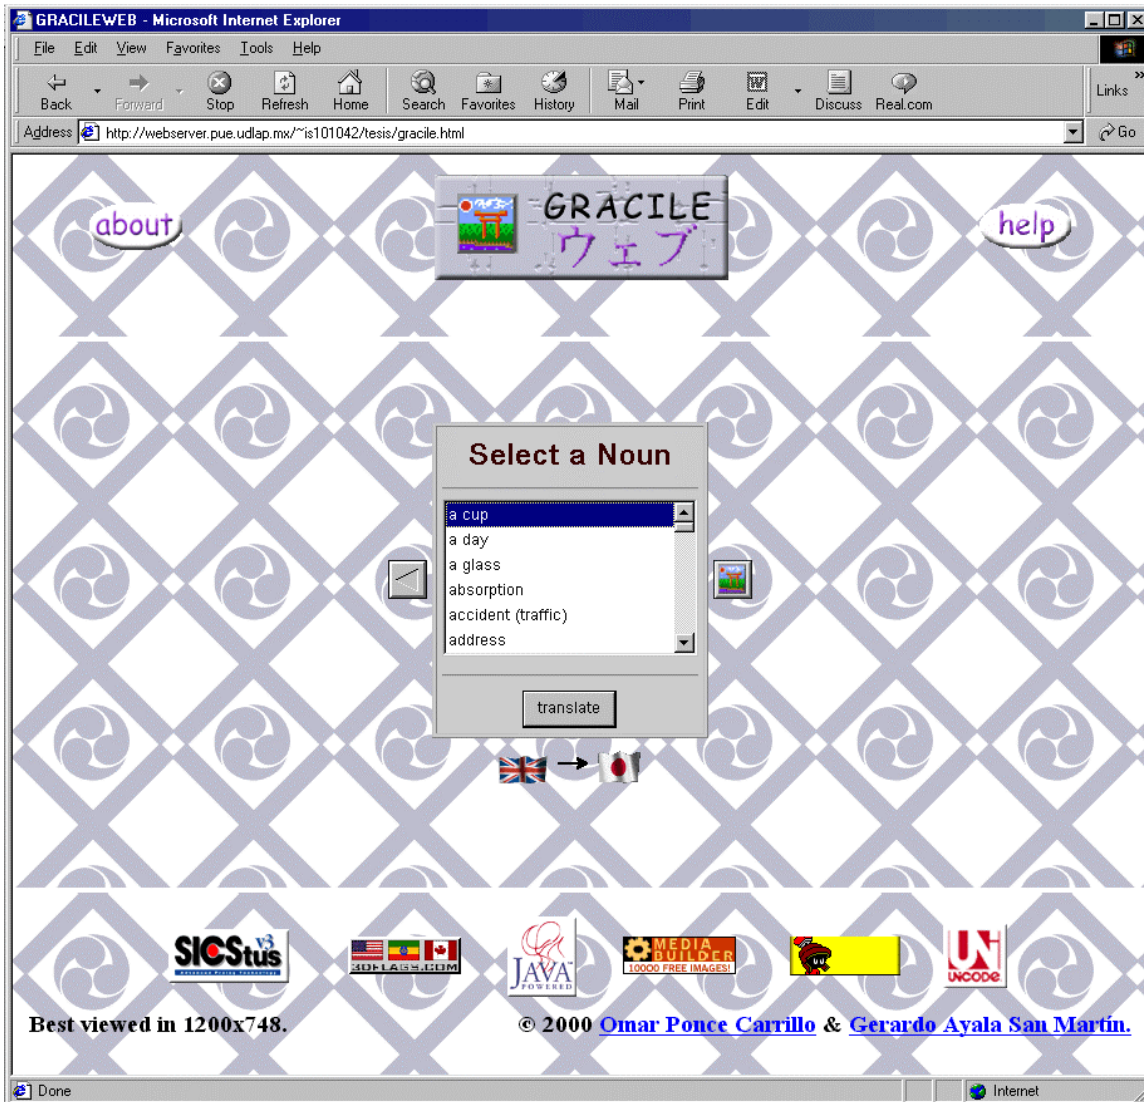 GRACILEWEB - Microsoft Internet Explorer
File Edit View Favorites Tools Help
Back Forward Stop Refresh Home Search Favorites History Mail Print Edit Discuss Real.com Links »
Address http://webserver.pue.udlap.mx/~is101042/tesis/gracile.html Go
about
GRACILE
ウェブ
help
Select a Noun
a cup
a day
a glass
absorption
accident (traffic)
address
translate
SICStus v3
3DFLAGS.COM
JAVA
POWERED
MEDIA
BUILDER
10000 FREE IMAGES!
UNICODE
Best viewed in 1200x748. © 2000 Omar Ponce Carrillo & Gerardo Ayala San Martín.
Done Internet